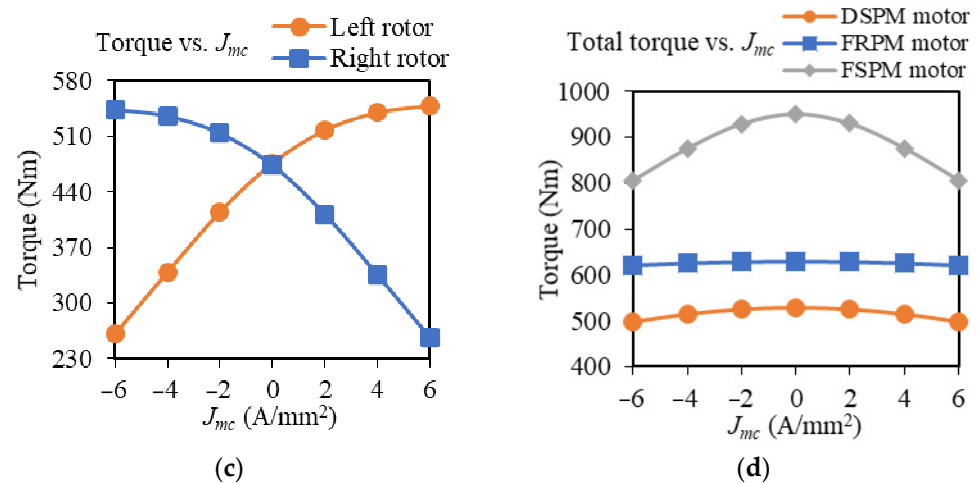 Torque vs. Jmc
Left rotor
Right rotor
580
510
440
370
300
230
Torque (Nm)
−6 −4 −2 0 2 4 6
Jmc (A/mm²)
(c)
Total torque vs. Jmc
DSPM motor
FRPM motor
FSPM motor
1000
900
800
700
600
500
400
Torque (Nm)
−6 −4 −2 0 2 4 6
Jmc (A/mm²)
(d)